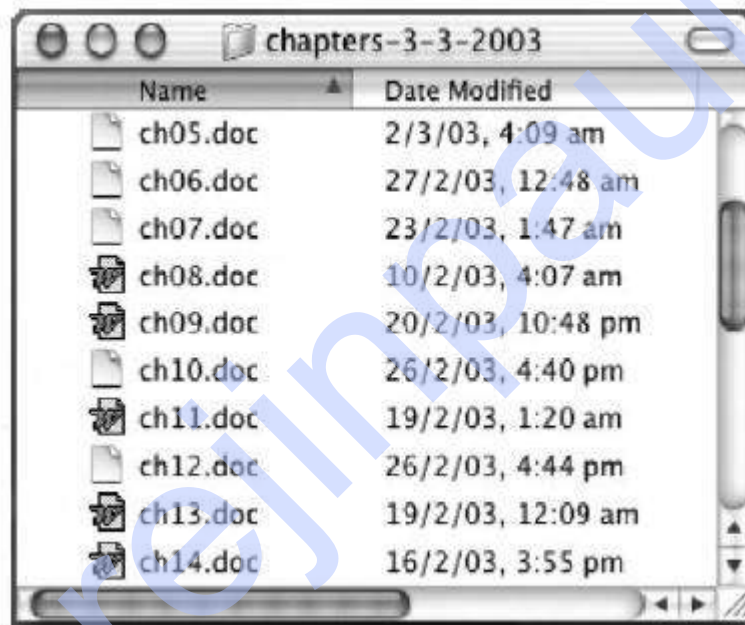 chapters-3-3-2003
Name Date Modified
ch05.doc 2/3/03, 4:09 am
ch06.doc 27/2/03, 12:48 am
ch07.doc 23/2/03, 1:47 am
ch08.doc 10/2/03, 4:07 am
ch09.doc 20/2/03, 10:48 pm
ch10.doc 26/2/03, 4:40 pm
ch11.doc 19/2/03, 1:20 am
ch12.doc 26/2/03, 4:44 pm
ch13.doc 19/2/03, 12:09 am
ch14.doc 16/2/03, 3:55 pm
rejinpaul